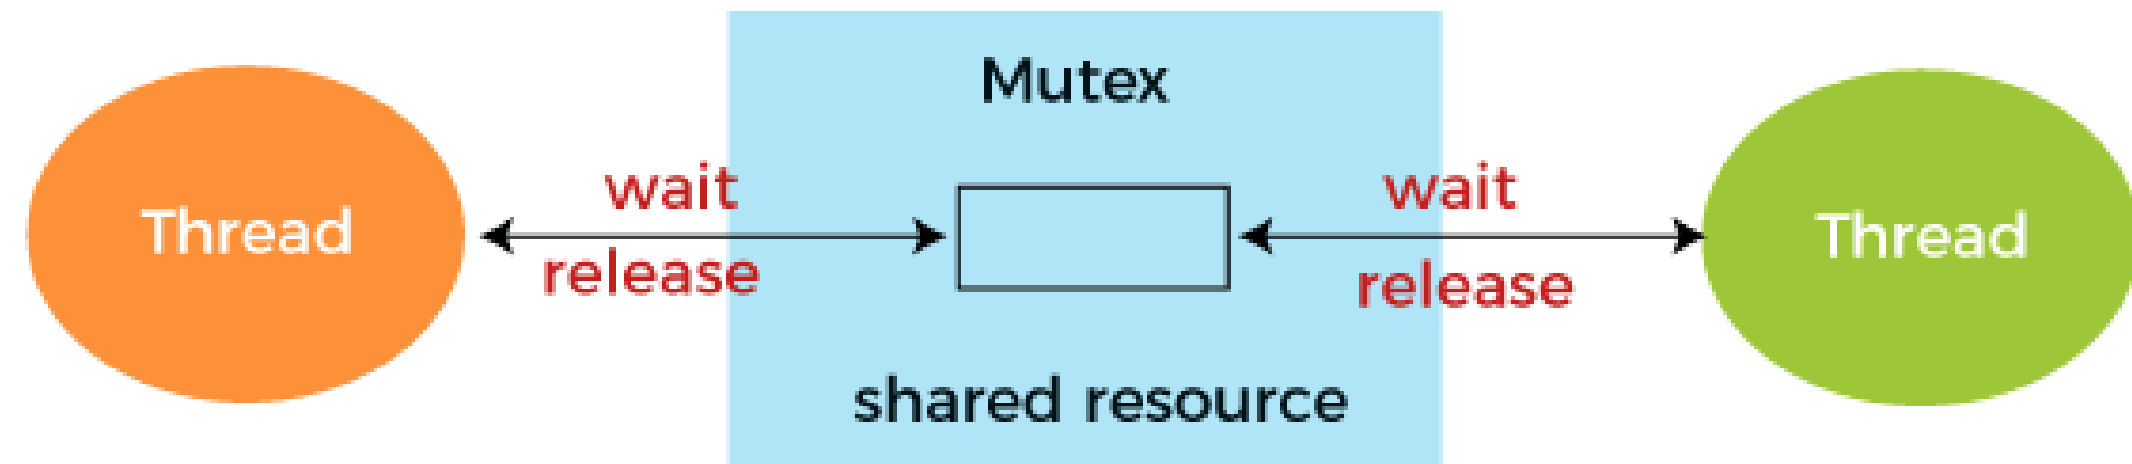 Mutex
Thread
wait
release
wait
release
Thread
shared resource